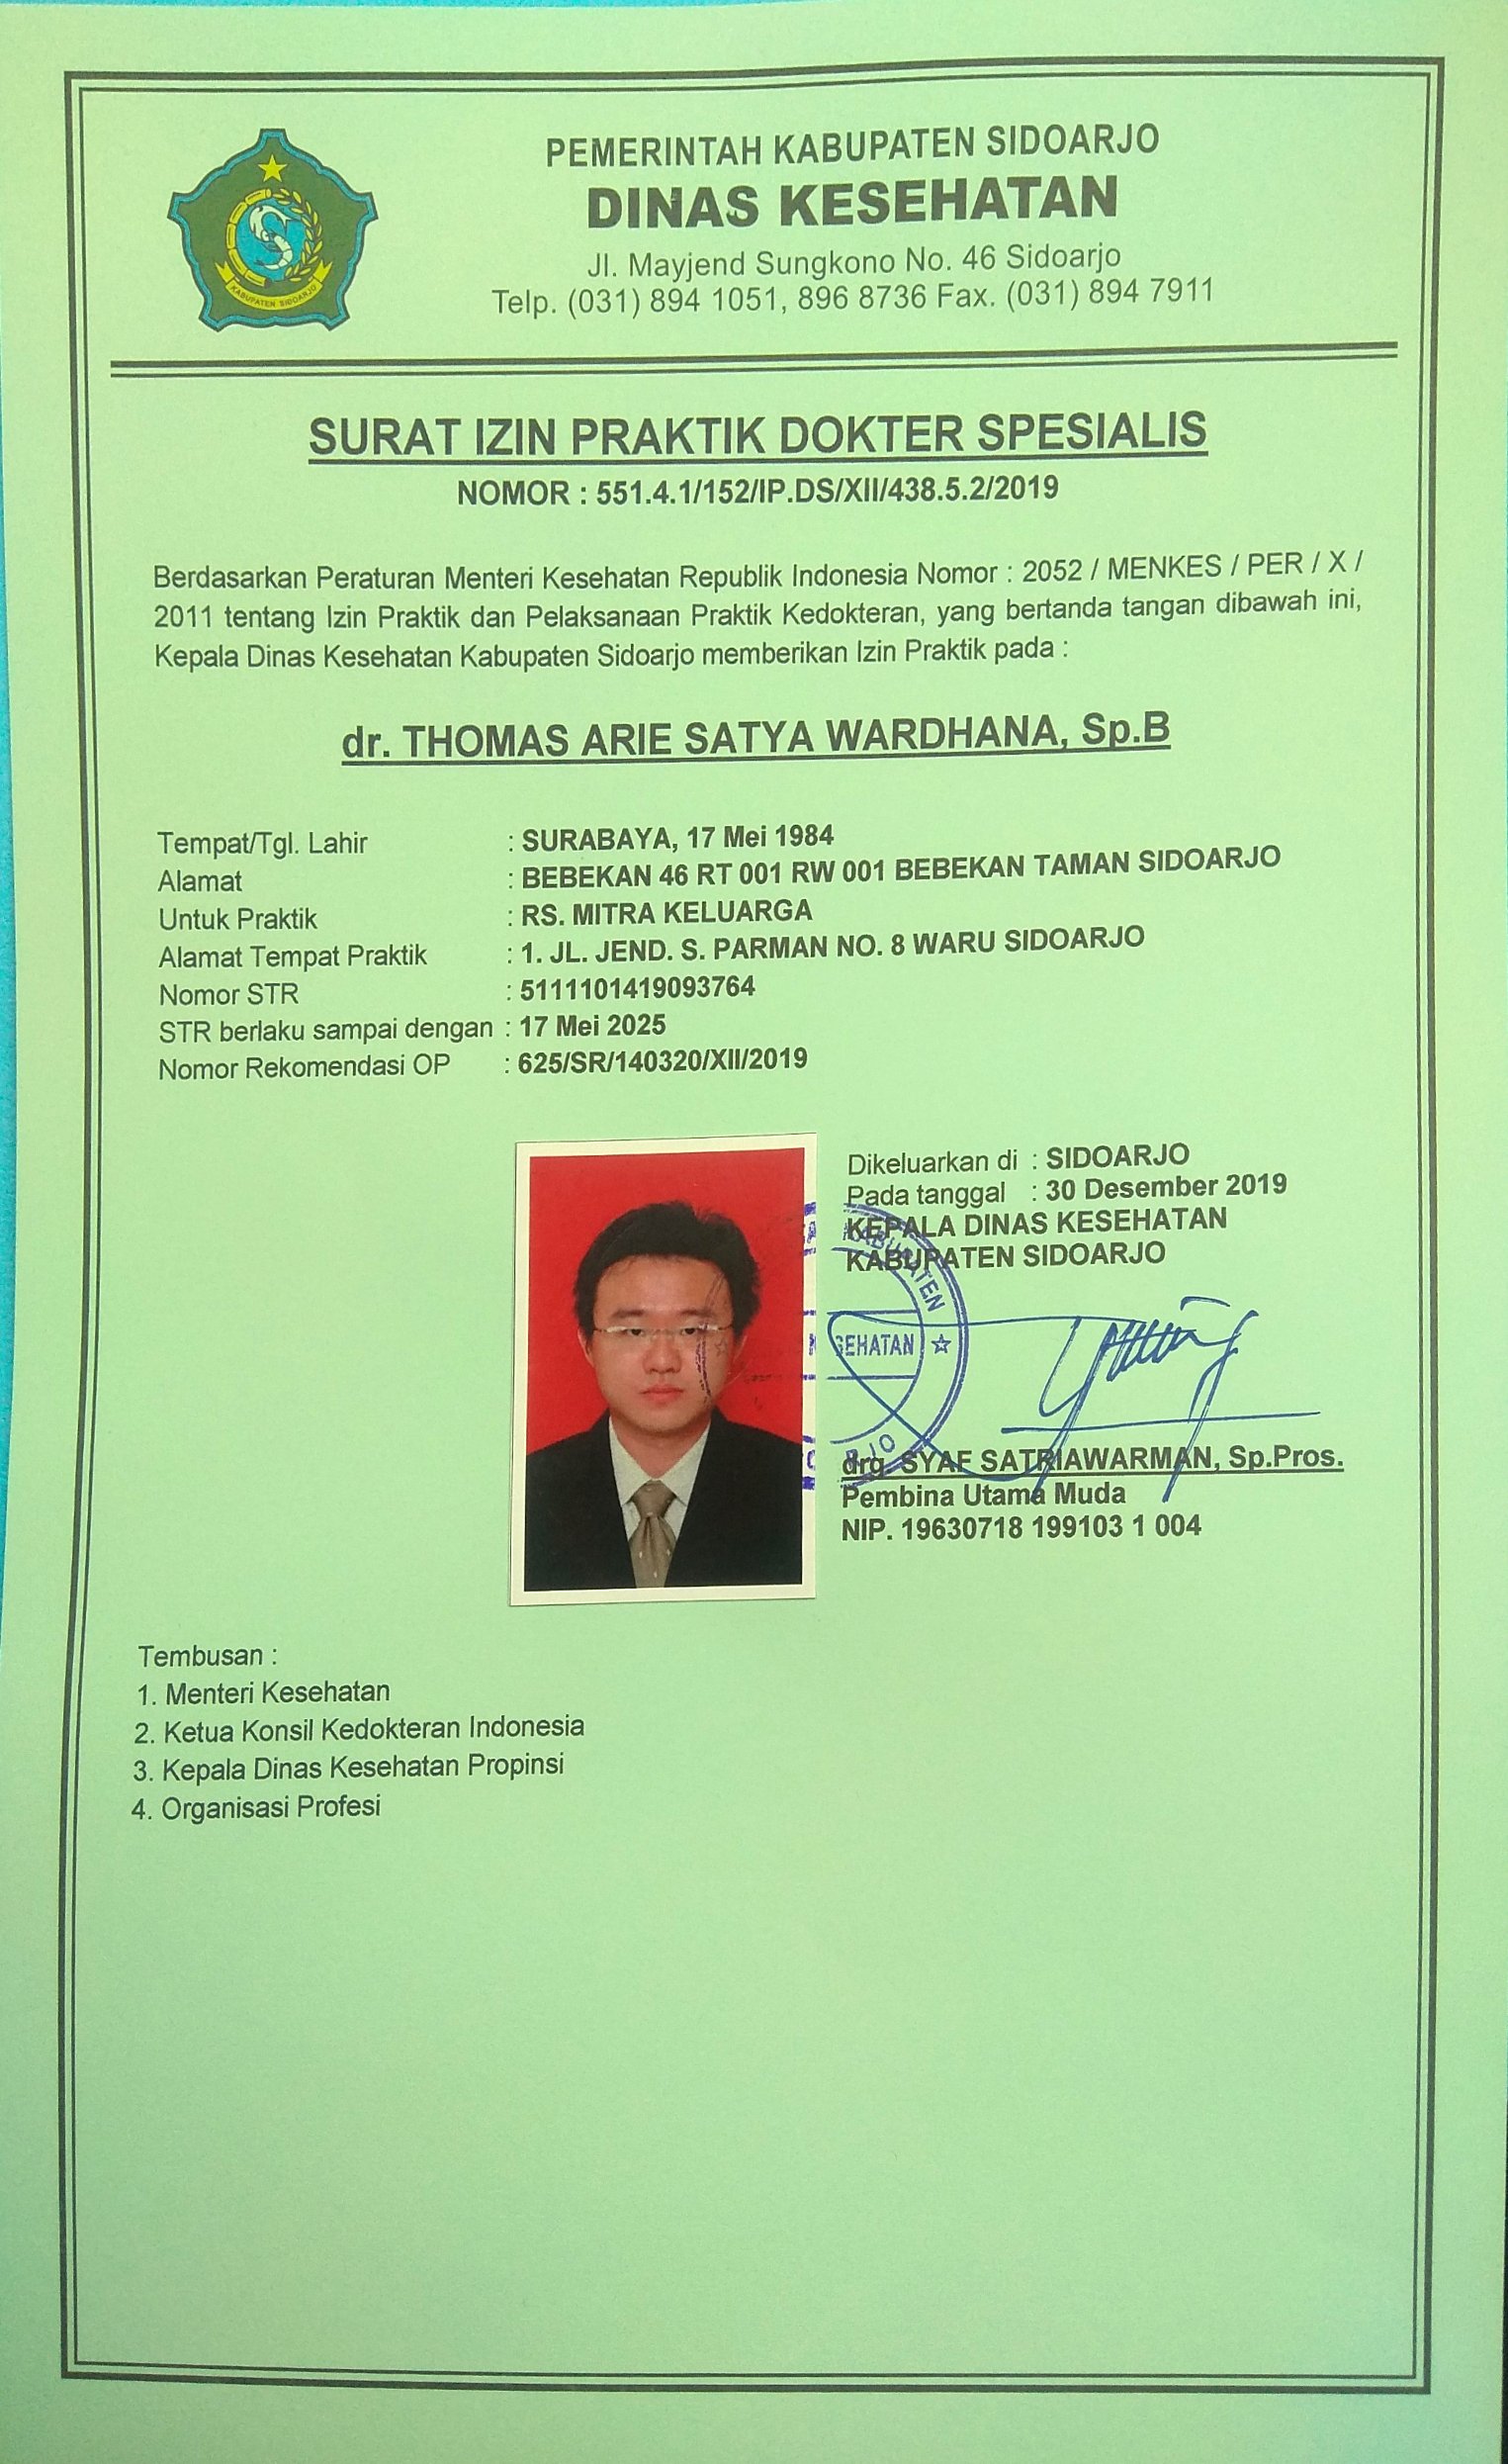 PEMERINTAH KABUPATEN SIDOARJO
DINAS KESEHATAN
Jl. Mayjend Sungkono No. 46 Sidoarjo
Telp. (031) 894 1051, 896 8736 Fax. (031) 894 7911
KABUPATEN SIDOARJO
SURAT IZIN PRAKTIK DOKTER SPESIALIS
NOMOR : 551.4.1/152/IP.DS/XII/438.5.2/2019
Berdasarkan Peraturan Menteri Kesehatan Republik Indonesia Nomor : 2052 / MENKES / PER / X /
2011 tentang Izin Praktik dan Pelaksanaan Praktik Kedokteran, yang bertanda tangan dibawah ini,
Kepala Dinas Kesehatan Kabupaten Sidoarjo memberikan Izin Praktik pada :
dr. THOMAS ARIE SATYA WARDHANA, Sp.B
Tempat/Tgl. Lahir : SURABAYA, 17 Mei 1984
Alamat : BEBEKAN 46 RT 001 RW 001 BEBEKAN TAMAN SIDOARJO
Untuk Praktik : RS. MITRA KELUARGA
Alamat Tempat Praktik : 1. JL. JEND. S. PARMAN NO. 8 WARU SIDOARJO
Nomor STR : 5111101419093764
STR berlaku sampai dengan : 17 Mei 2025
Nomor Rekomendasi OP : 625/SR/140320/XII/2019
Dikeluarkan di : SIDOARJO
Pada tanggal : 30 Desember 2019
KEPALA DINAS KESEHATAN
KABUPATEN SIDOARJO
KABUPATEN
SEHATAN
RJO
drg. SYAF SATRIAWARMAN, Sp.Pros.
Pembina Utama Muda
NIP. 19630718 199103 1 004
Tembusan :
1. Menteri Kesehatan
2. Ketua Konsil Kedokteran Indonesia
3. Kepala Dinas Kesehatan Propinsi
4. Organisasi Profesi